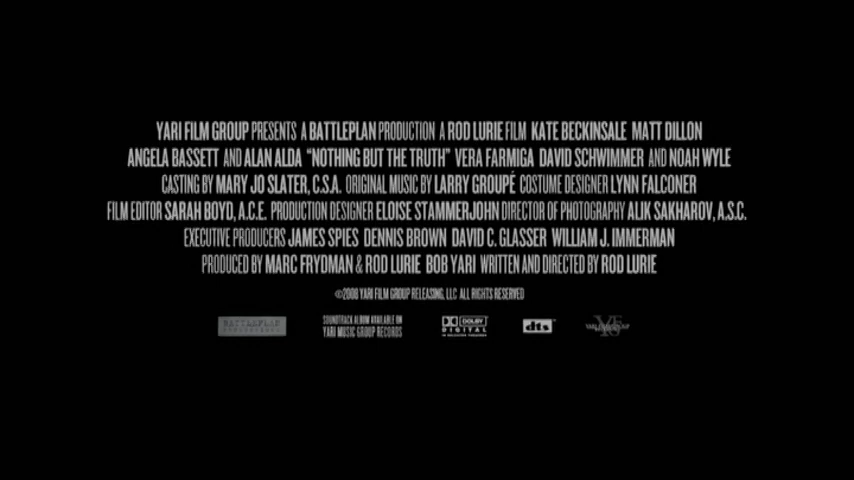 YARI FILM GROUP PRESENTS A BATTLEPLAN PRODUCTION A ROD LURIE FILM KATE BECKINSALE MATT DILLON
ANGELA BASSETT AND ALAN ALDA "NOTHING BUT THE TRUTH" VERA FARMIGA DAVID SCHWIMMER AND NOAH WYLE
CASTING BY MARY JO SLATER, C.S.A. ORIGINAL MUSIC BY LARRY GROUPÉ COSTUME DESIGNER LYNN FALCONER
FILM EDITOR SARAH BOYD, A.C.E. PRODUCTION DESIGNER ELOISE STAMMERJOHN DIRECTOR OF PHOTOGRAPHY ALIK SAKHAROV, A.S.C.
EXECUTIVE PRODUCERS JAMES SPIES DENNIS BROWN DAVID C. GLASSER WILLIAM J. IMMERMAN
PRODUCED BY MARC FRYDMAN & ROD LURIE BOB YARI WRITTEN AND DIRECTED BY ROD LURIE
©2008 YARI FILM GROUP RELEASING, LLC ALL RIGHTS RESERVED
BATTLEPLAN
SOUNDTRACK ALBUM AVAILABLE ON
YARI MUSIC GROUP RECORDS
DOLBY
DIGITAL
IN SELECTED THEATRES
dts